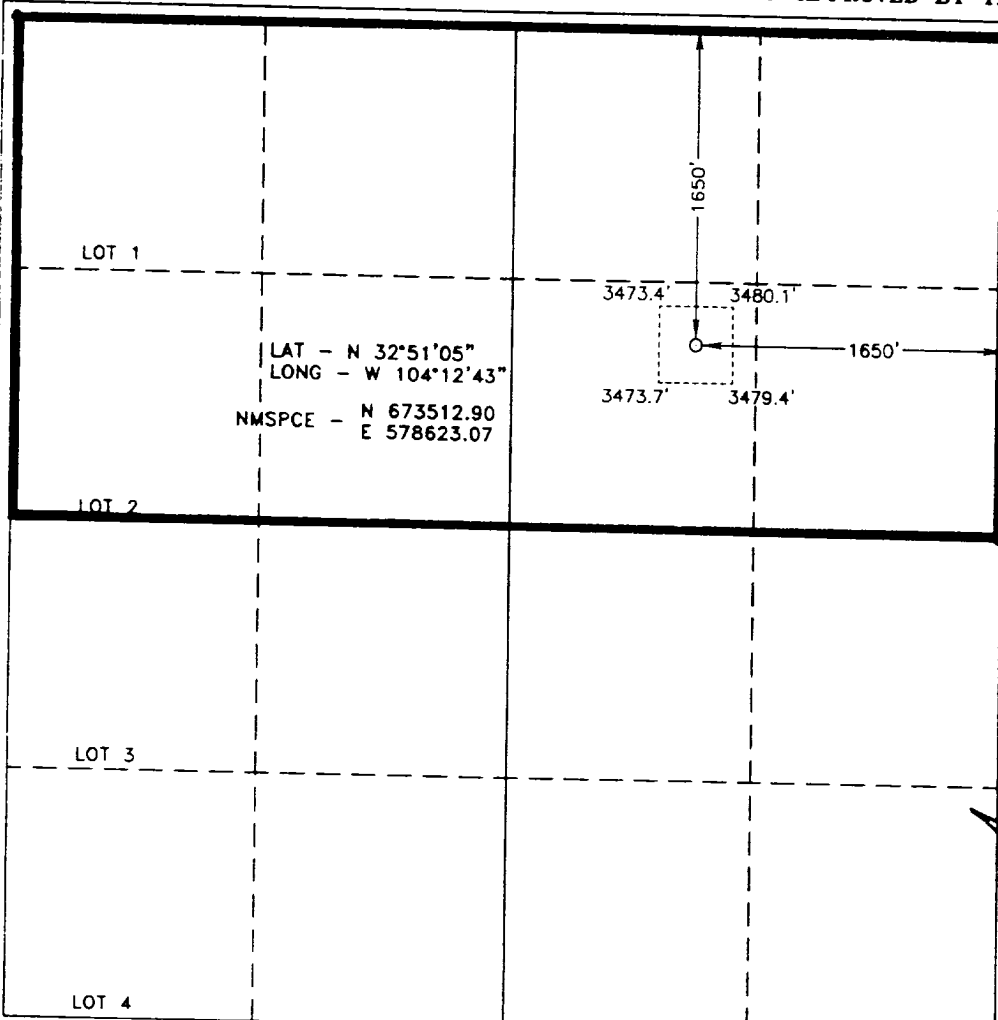 1650'
LOT 1
3473.4' 3480.1'
1650'
LAT - N 32°51'05"
LONG - W 104°12'43"
3473.7' 3479.4'
NMSPCE - N 673512.90
E 578623.07
LOT 2
LOT 3
LOT 4